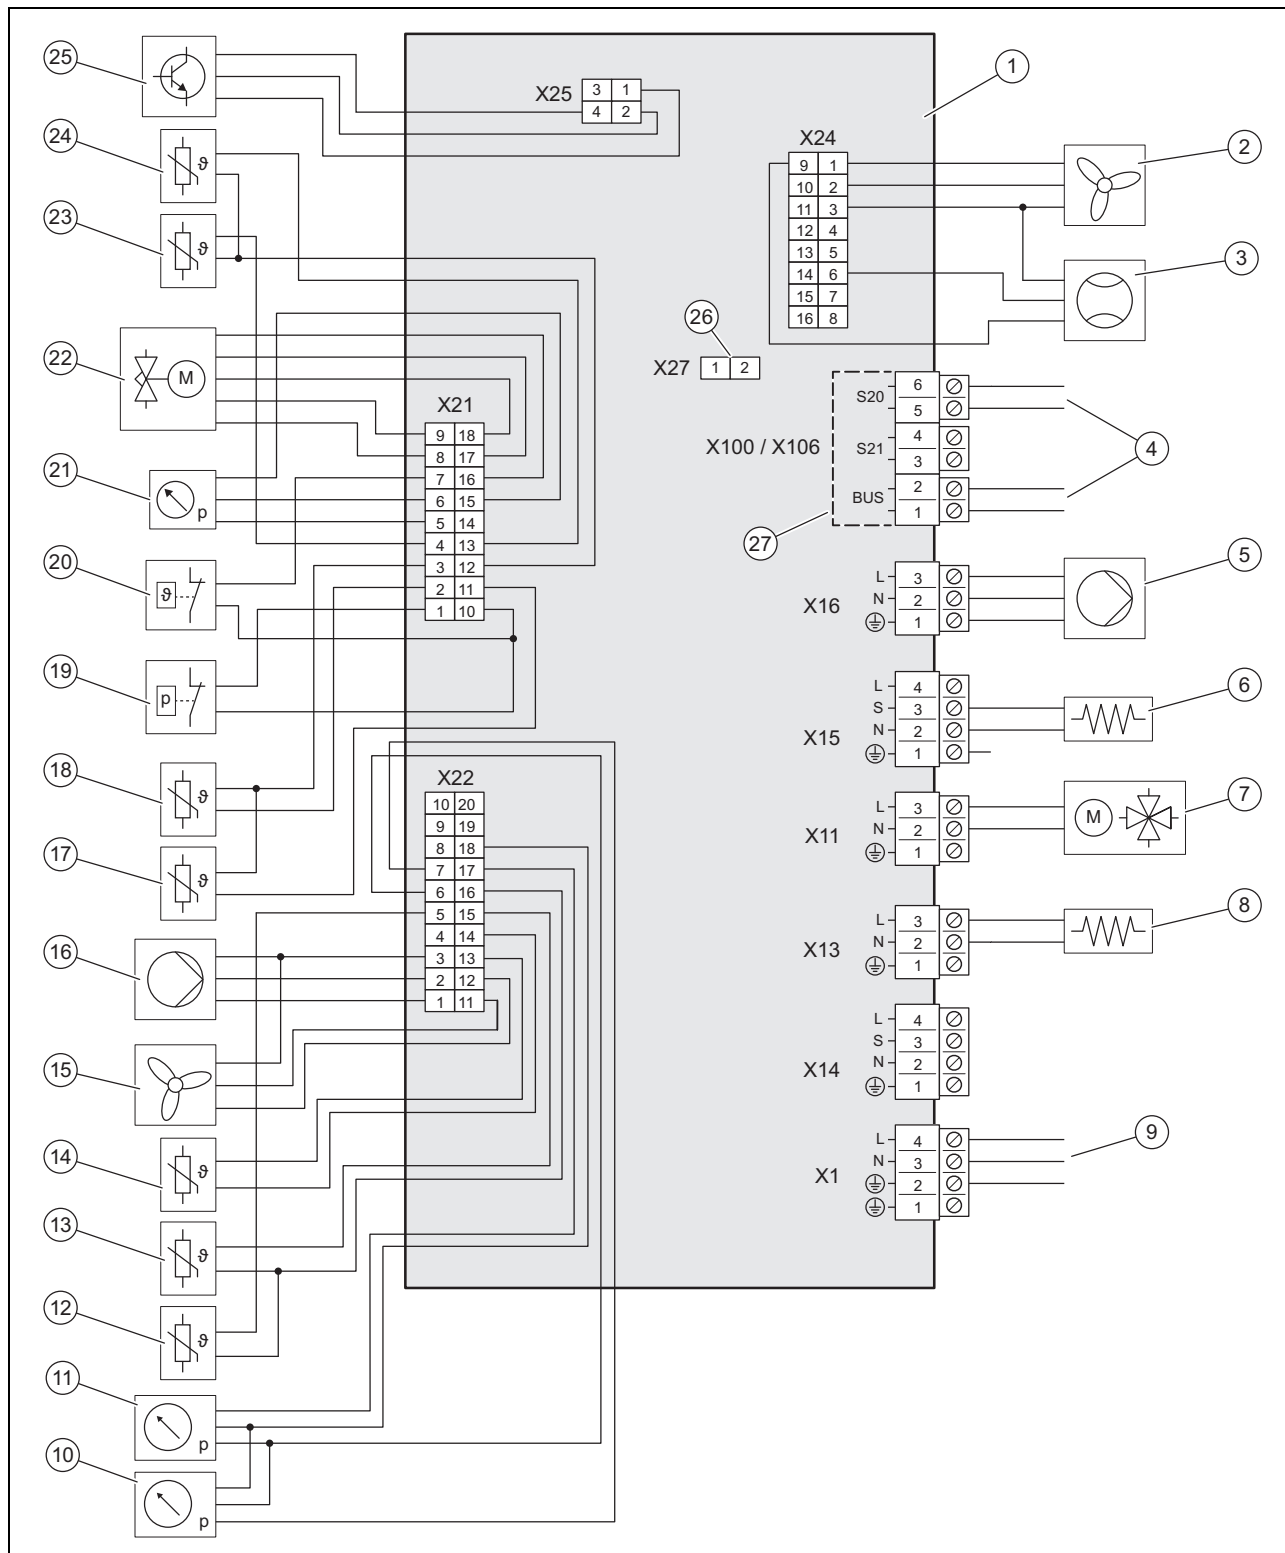 25
24
23
22
21
20
19
18
17
16
15
14
13
12
11
10
ϑ
ϑ
M
p
ϑ
p
ϑ
ϑ
ϑ
ϑ
ϑ
p
p
X25
3 1
4 2
X24
9 1
10 2
11 3
12 4
13 5
14 6
15 7
16 8
26
X27 1 2
X21
9 18
8 17
7 16
6 15
5 14
4 13
3 12
2 11
1 10
X22
10 20
9 19
8 18
7 17
6 16
5 15
4 14
3 13
2 12
1 11
X100 / X106
27
S20 6
5
S21 4
3
BUS 2
1
X16
L 3
N 2
1
X15
L 4
S 3
N 2
1
X11
L 3
N 2
1
X13
L 3
N 2
1
X14
L 4
S 3
N 2
1
X1
L 4
N 3
2
1
1
2
3
4
5
6
M
7
8
9